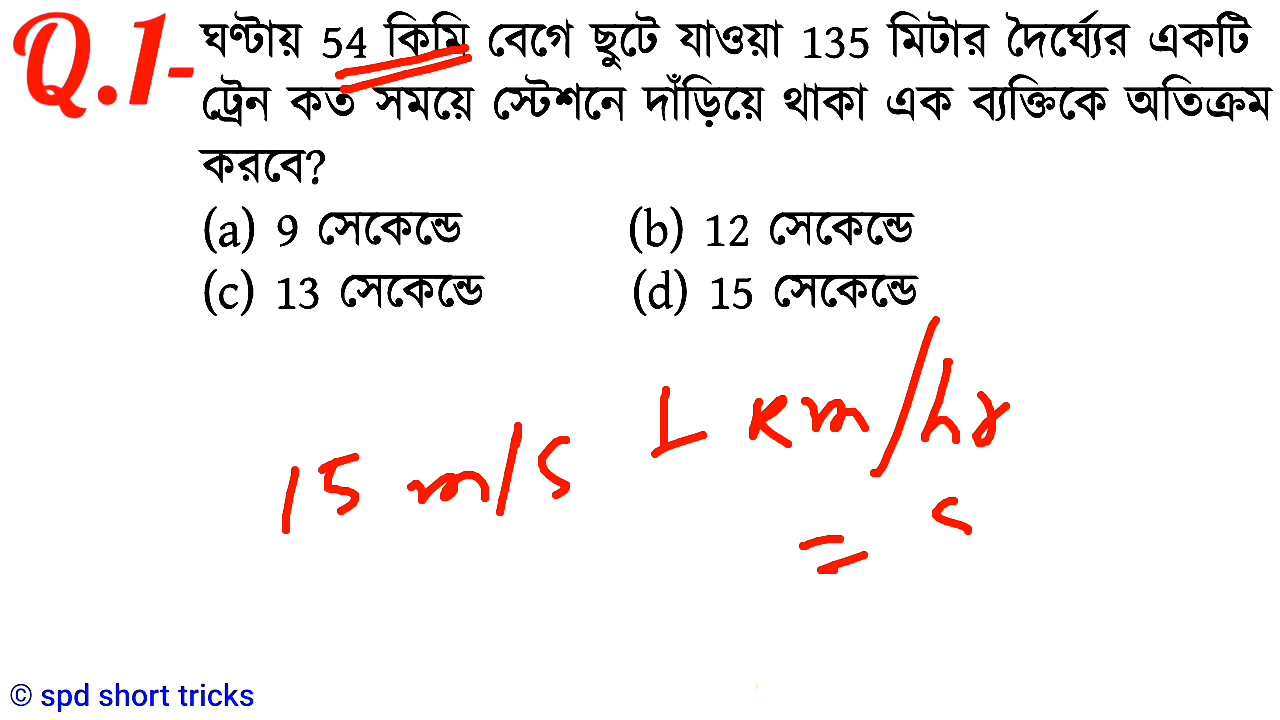 Q.1- ঘণ্টায় 54 কিমি বেগে ছুটে যাওয়া 135 মিটার দৈর্ঘ্যের একটি
ট্রেন কত সময়ে স্টেশনে দাঁড়িয়ে থাকা এক ব্যক্তিকে অতিক্রম
করবে?
(a) 9 সেকেন্ডে (b) 12 সেকেন্ডে
(c) 13 সেকেন্ডে (d) 15 সেকেন্ডে
1 km/hr
15 m/s
=
© spd short tricks